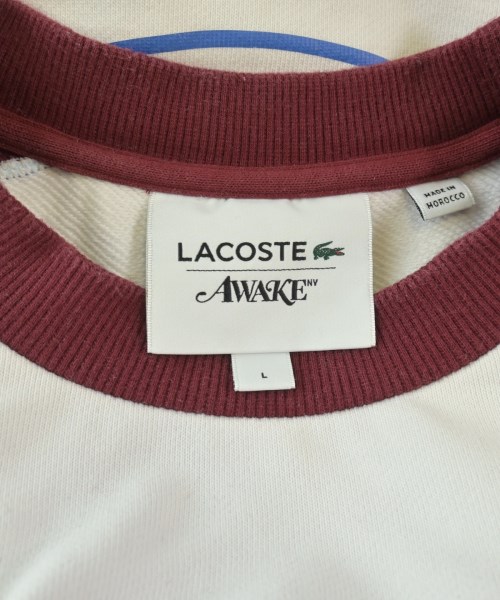 MADE IN
MOROCCO
LACOSTE
AWAKE NY
L